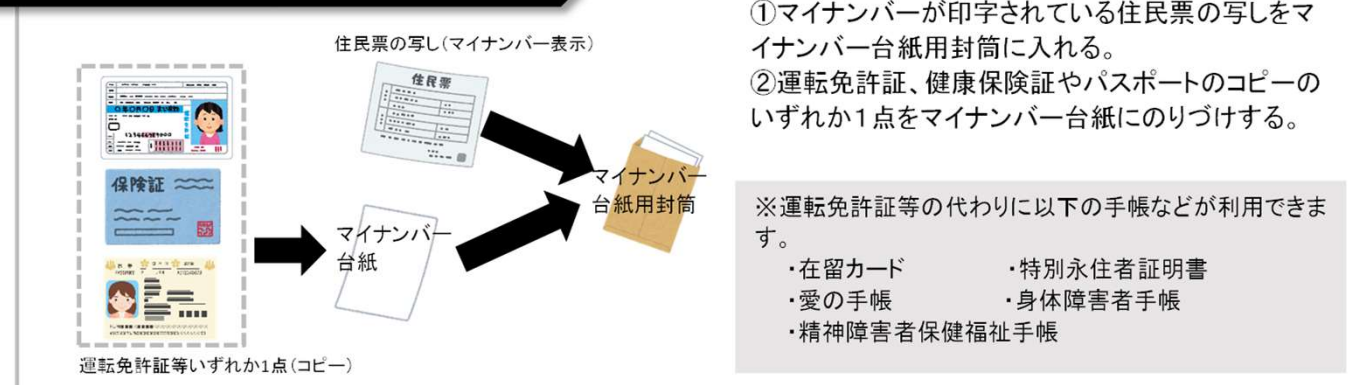 ①マイナンバーが印字されている住民票の写しをマ
イナンバー台紙用封筒に入れる。
②運転免許証、健康保険証やパスポートのコピーの
いずれか1点をマイナンバー台紙にのりづけする。
住民票の写し(マイナンバー表示)
住民票
保険証
マイナンバー
台紙
マイナンバー
台紙用封筒
運転免許証等いずれか1点(コピー)
※運転免許証等の代わりに以下の手帳などが利用できま
す。
・在留カード ・特別永住者証明書
・愛の手帳 ・身体障害者手帳
・精神障害者保健福祉手帳